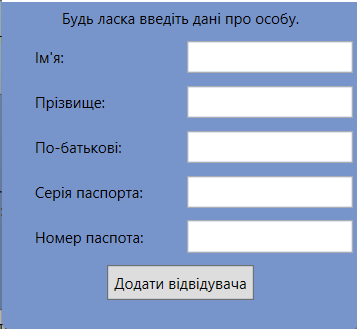 Будь ласка введіть дані про особу.
Ім'я:
Прізвище:
По-батькові:
Серія паспорта:
Номер паспота:
Додати відвідувача